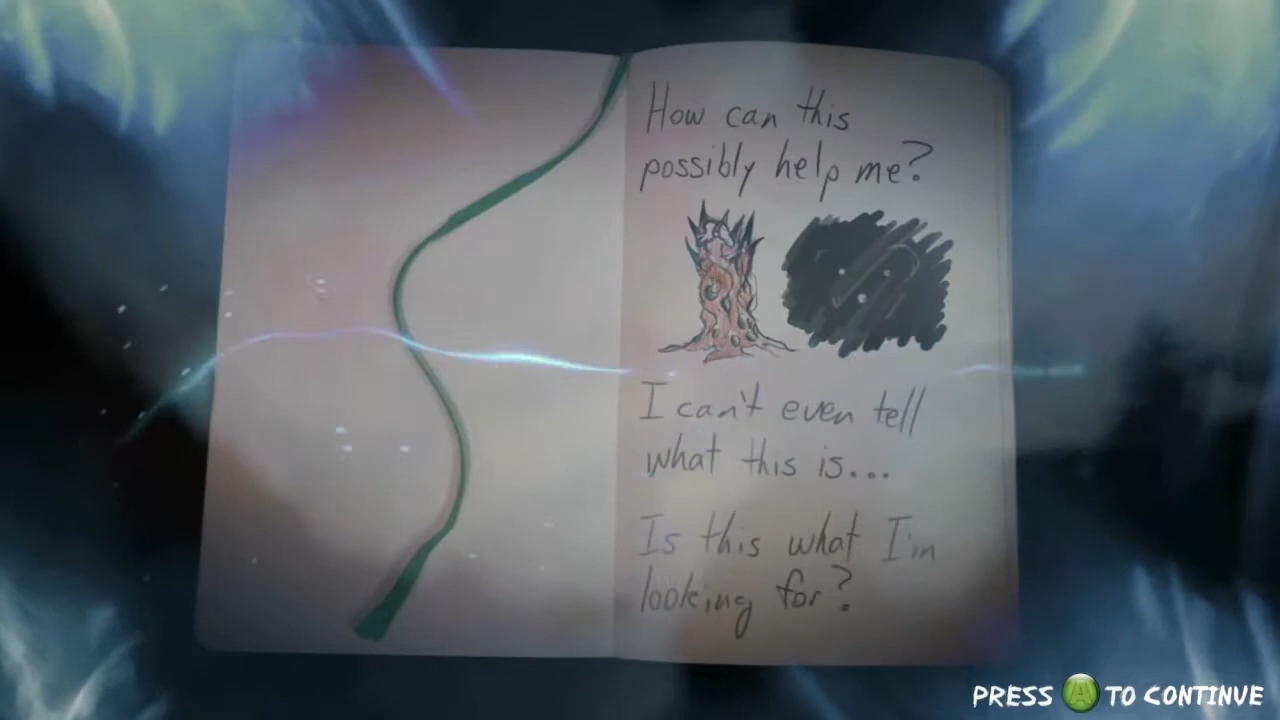 How can this
possibly help me?
I can't even tell
what this is...
Is this what I'm
looking for?
PRESS A TO CONTINUE